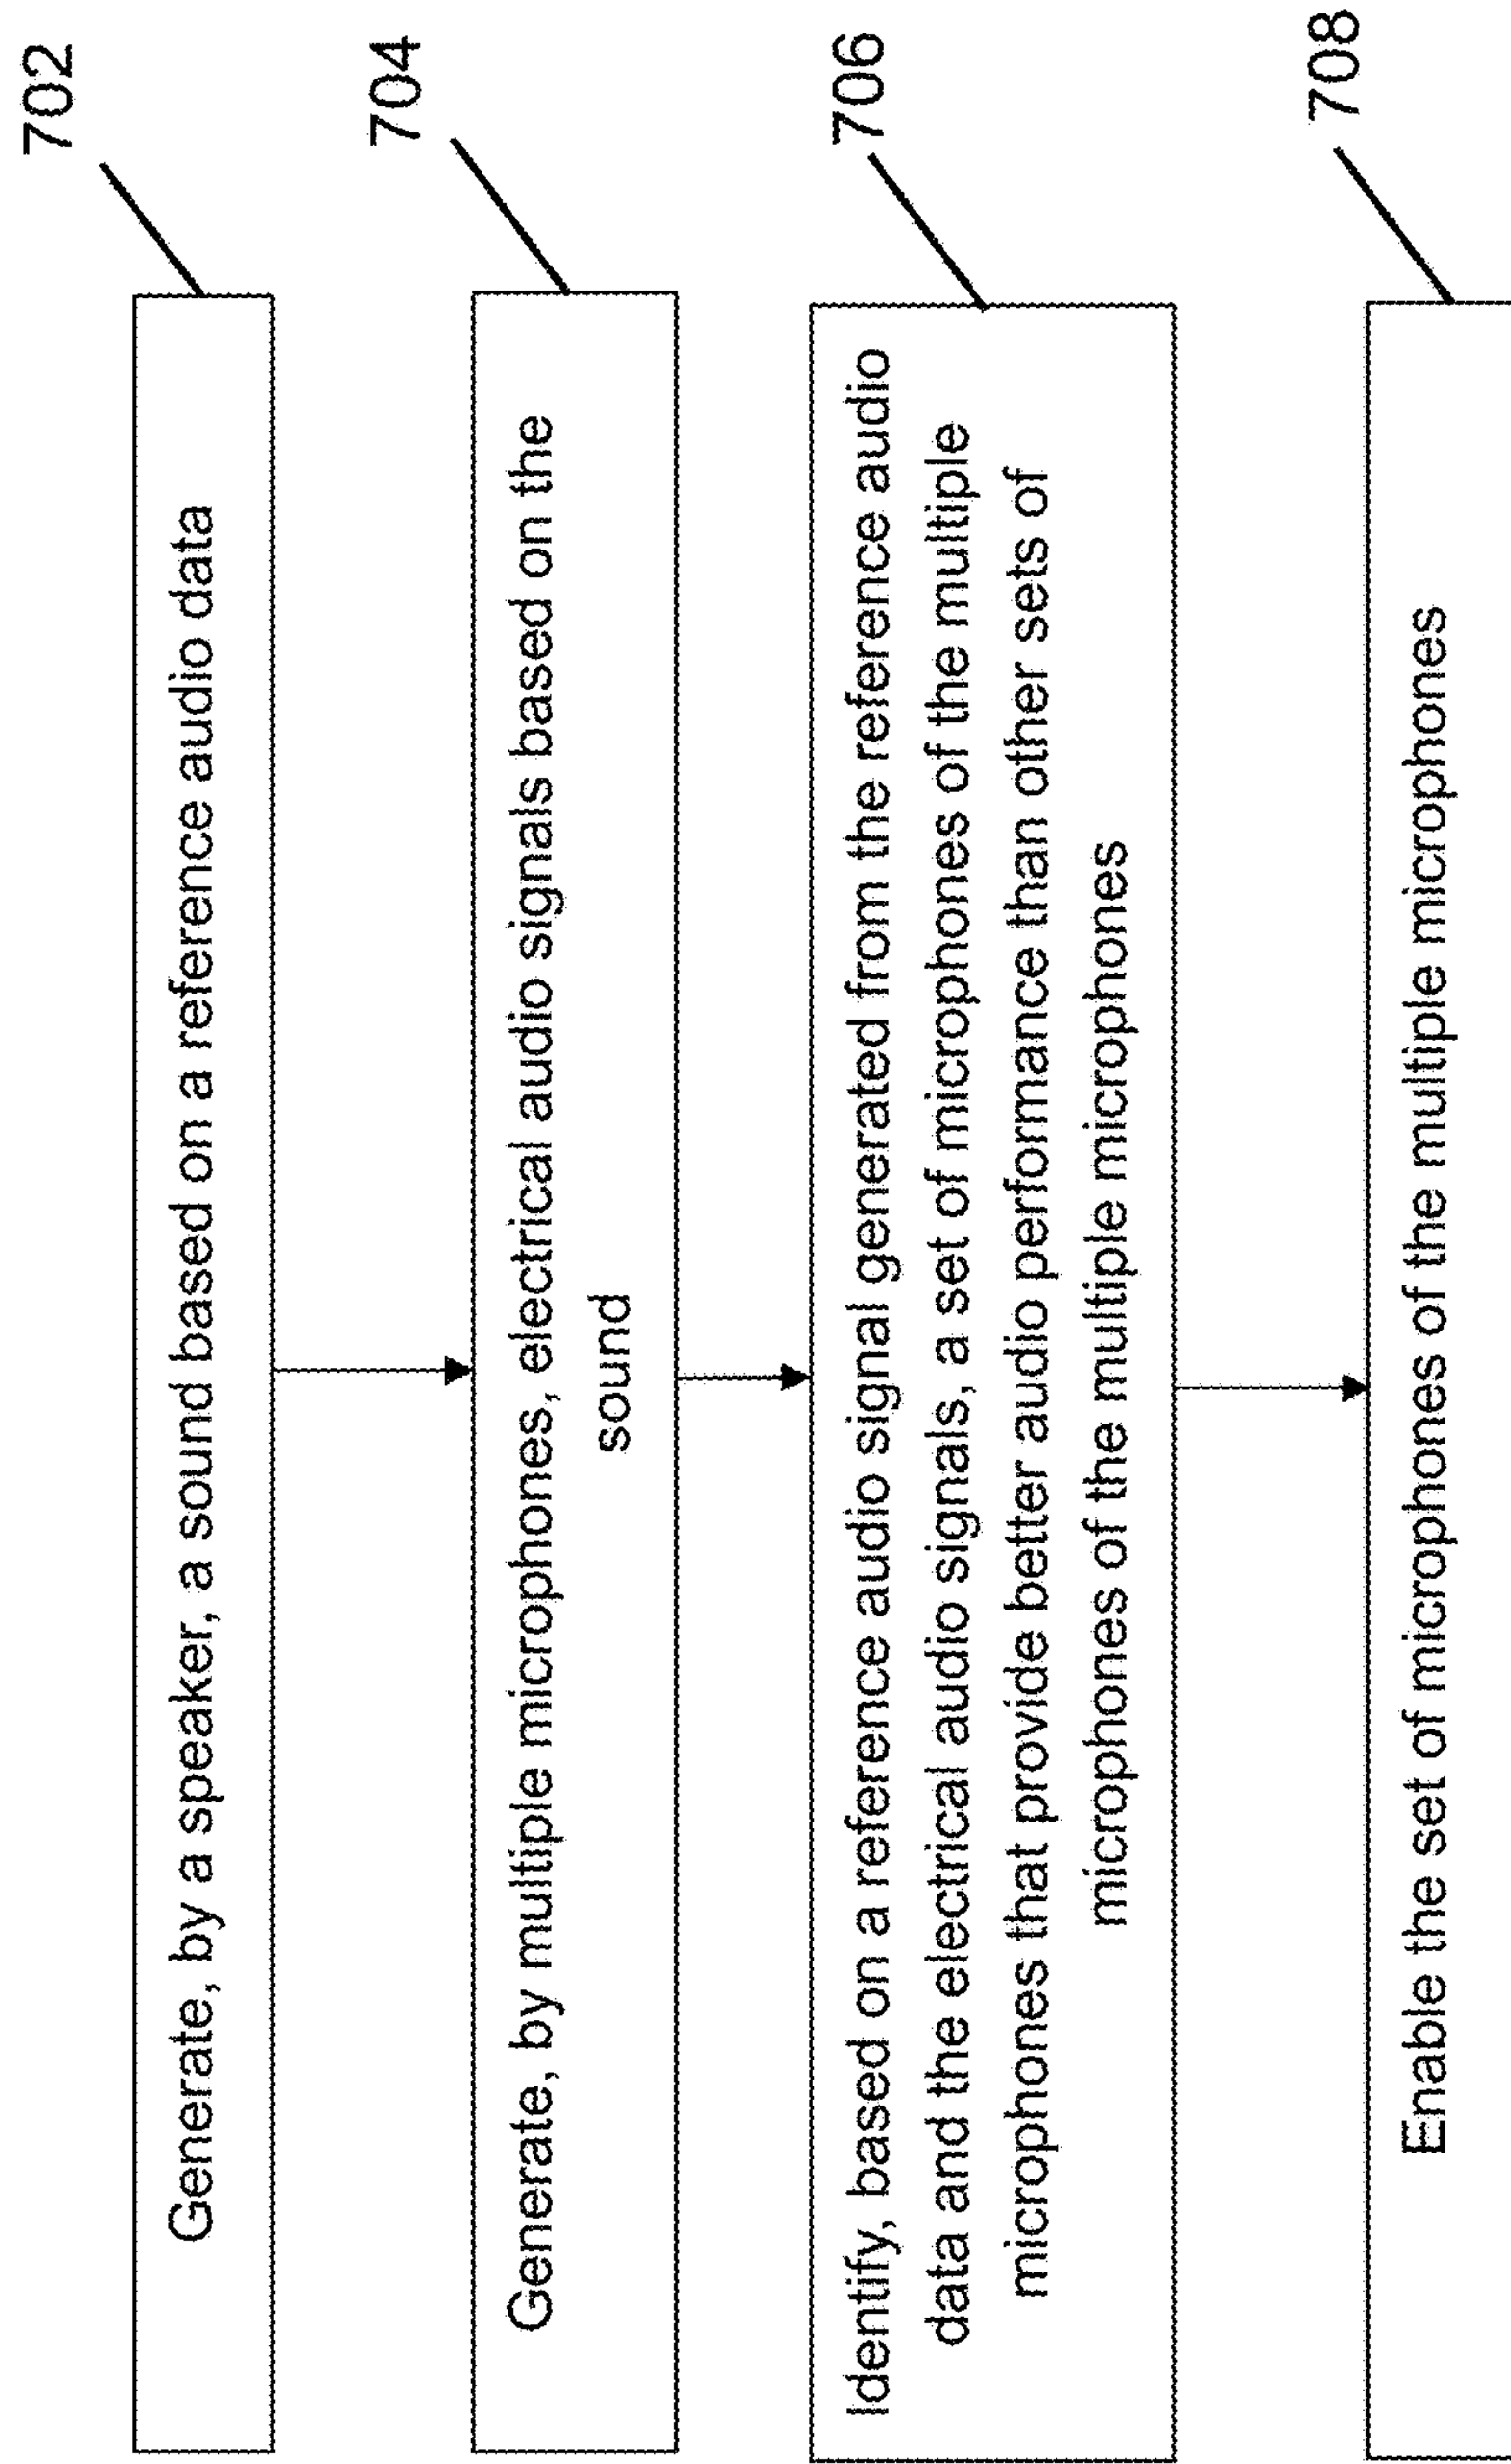 702
Generate, by a speaker, a sound based on a reference audio data
704
Generate, by multiple microphones, electrical audio signals based on the
sound
706
Identify, based on a reference audio signal generated from the reference audio
data and the electrical audio signals, a set of microphones of the multiple
microphones that provide better audio performance than other sets of
microphones of the multiple microphones
708
Enable the set of microphones of the multiple microphones